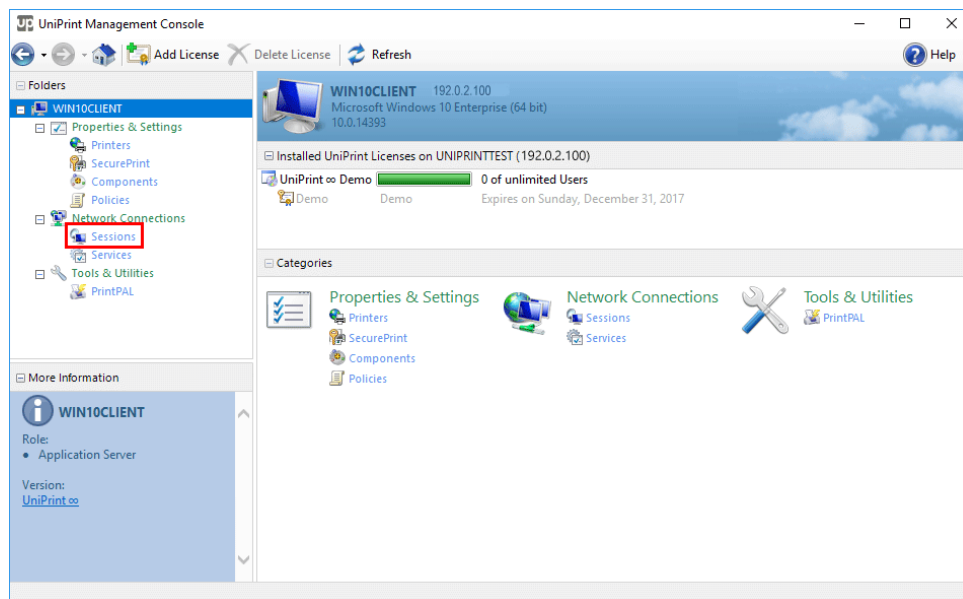 UP UniPrint Management Console
Add License Delete License Refresh Help
Folders
WIN10CLIENT
Properties & Settings
Printers
SecurePrint
Components
Policies
Network Connections
Sessions
Services
Tools & Utilities
PrintPAL
More Information
WIN10CLIENT
Role:
• Application Server
Version:
UniPrint ∞
WIN10CLIENT 192.0.2.100
Microsoft Windows 10 Enterprise (64 bit)
10.0.14393
Installed UniPrint Licenses on UNIPRINTTEST (192.0.2.100)
UniPrint ∞ Demo 0 of unlimited Users
Demo Demo Expires on Sunday, December 31, 2017
Categories
Properties & Settings
Printers
SecurePrint
Components
Policies
Network Connections
Sessions
Services
Tools & Utilities
PrintPAL